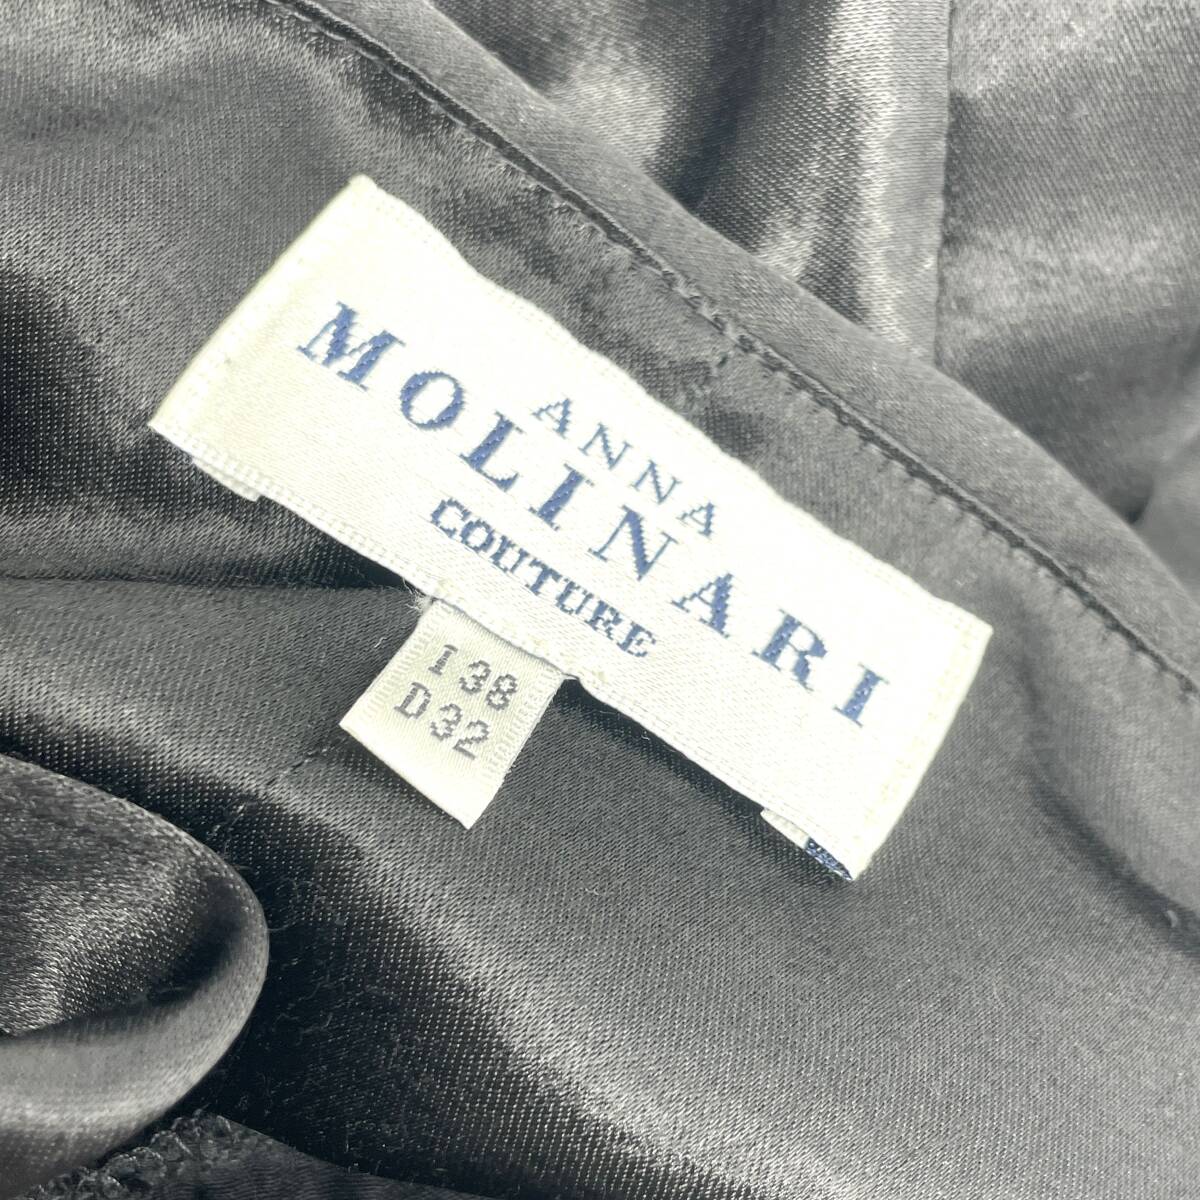 ANNA
MOLINARI
COUTURE
I 38
D 32